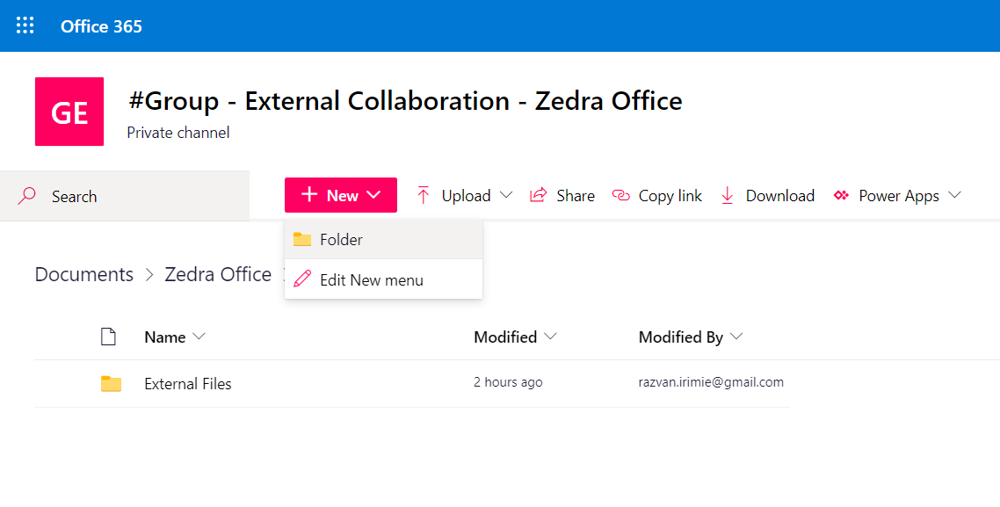 Office 365
GE
#Group - External Collaboration - Zedra Office
Private channel
Search
New
Upload
Share
Copy link
Download
Power Apps
Folder
Edit New menu
Documents > Zedra Office
Name
Modified
Modified By
External Files
2 hours ago
razvan.irimie@gmail.com